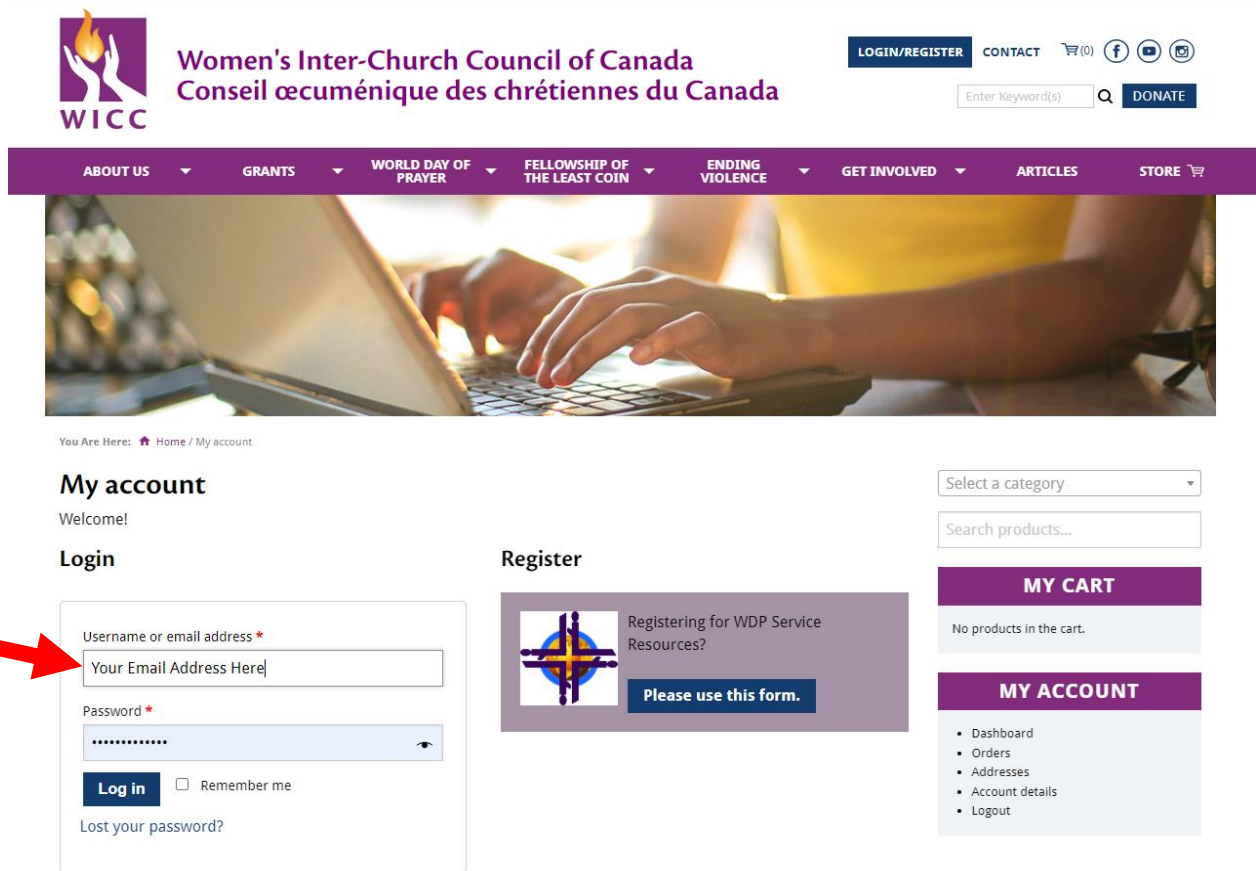 WICC
Women's Inter-Church Council of Canada
Conseil œcuménique des chrétiennes du Canada
LOGIN/REGISTER CONTACT (0)
Enter Keyword(s) DONATE
ABOUT US GRANTS WORLD DAY OF PRAYER FELLOWSHIP OF THE LEAST COIN ENDING VIOLENCE GET INVOLVED ARTICLES STORE
You Are Here: Home / My account
My account
Welcome!
Login
Username or email address *
Your Email Address Here
Password *
•••••••••••••
Log in Remember me
Lost your password?
Register
Registering for WDP Service
Resources?
Please use this form.
Select a category
Search products...
MY CART
No products in the cart.
MY ACCOUNT
• Dashboard
• Orders
• Addresses
• Account details
• Logout